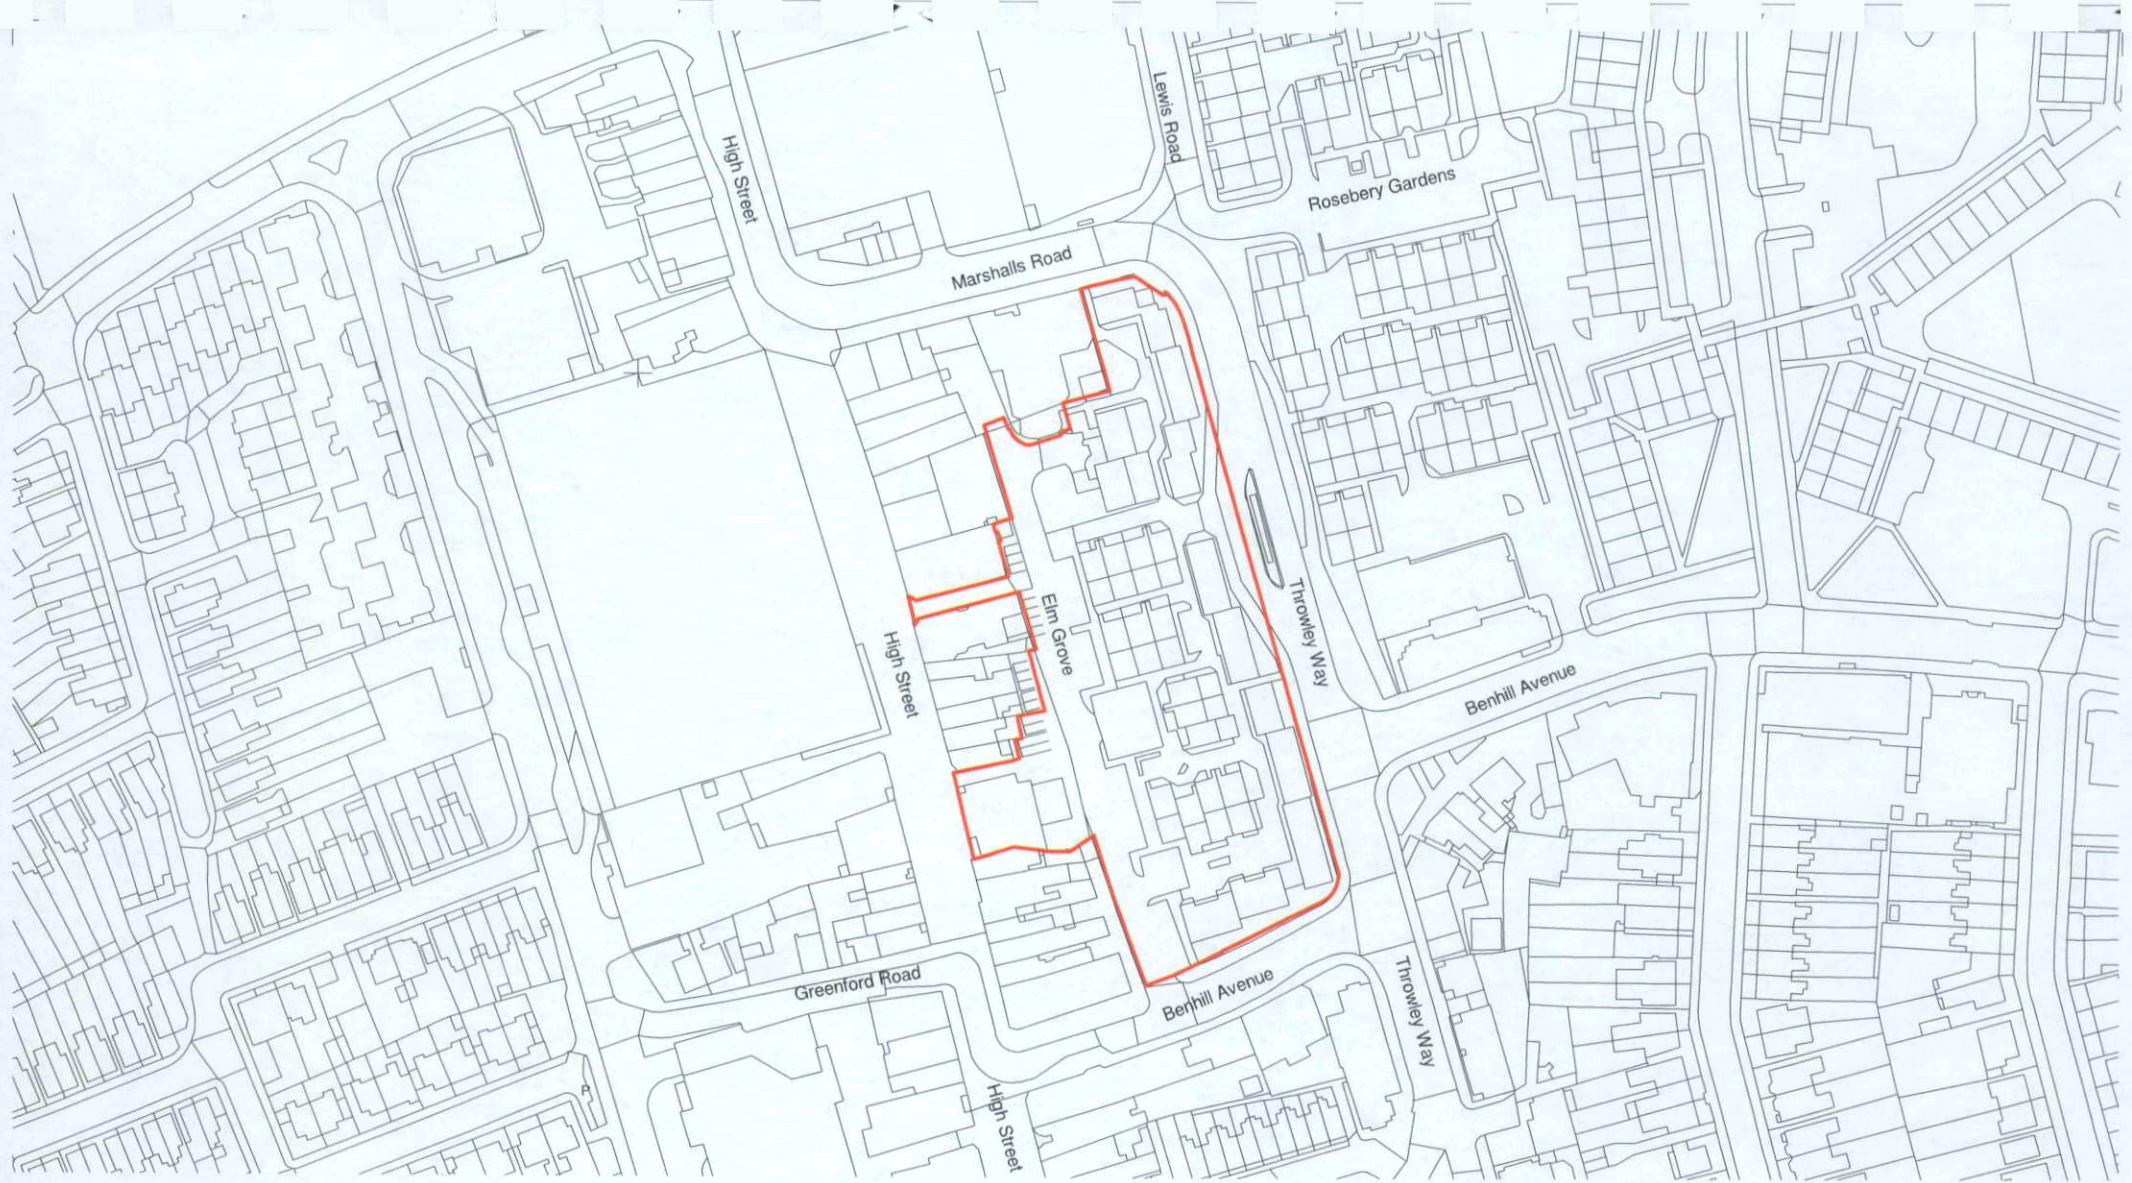 Lewis Road
High Street
Rosebery Gardens
Marshalls Road
Elm Grove
Throwley Way
High Street
Benhill Avenue
Greenford Road
Benhill Avenue
Throwley Way
High Street